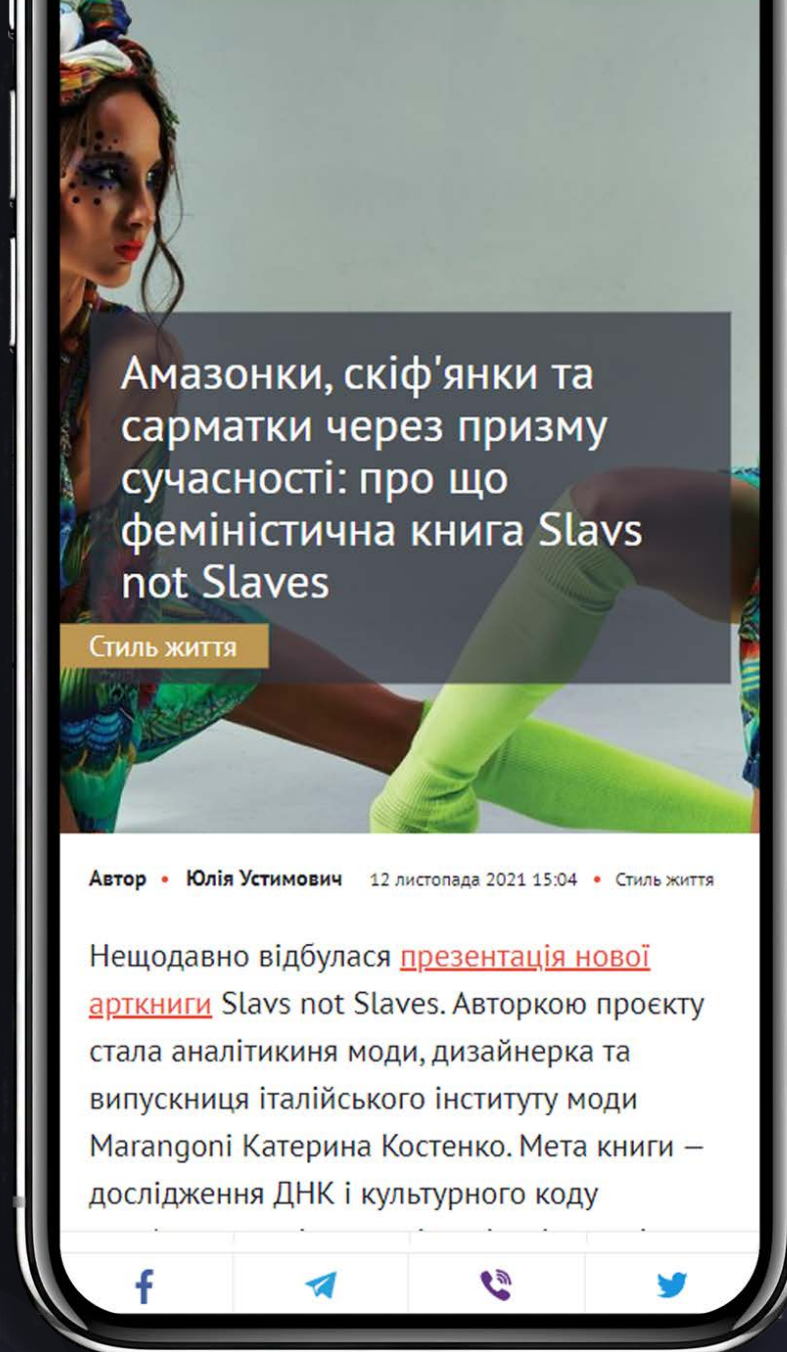 Амазонки, скіф'янки та
сарматки через призму
сучасності: про що
феміністична книга Slavs
not Slaves
Стиль життя
Автор • Юлія Устимович 12 листопада 2021 15:04 • Стиль життя
Нещодавно відбулася презентація нової
арткниги Slavs not Slaves. Авторкою проєкту
стала аналітикиня моди, дизайнерка та
випускниця італійського інституту моди
Marangoni Катерина Костенко. Мета книги —
дослідження ДНК і культурного коду